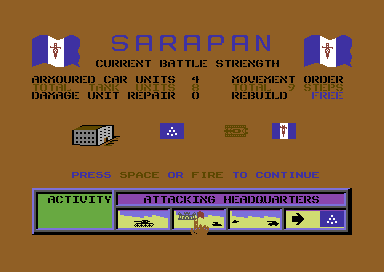 SARAPAN
CURRENT BATTLE STRENGTH
ARMOURED CAR UNITS 4 MOVEMENT ORDER
TOTAL TANK UNITS 8 TOTAL 9 STEPS
DAMAGE UNIT REPAIR 0 REBUILD FREE
PRESS SPACE OR FIRE TO CONTINUE
ACTIVITY ATTACKING HEADQUARTERS